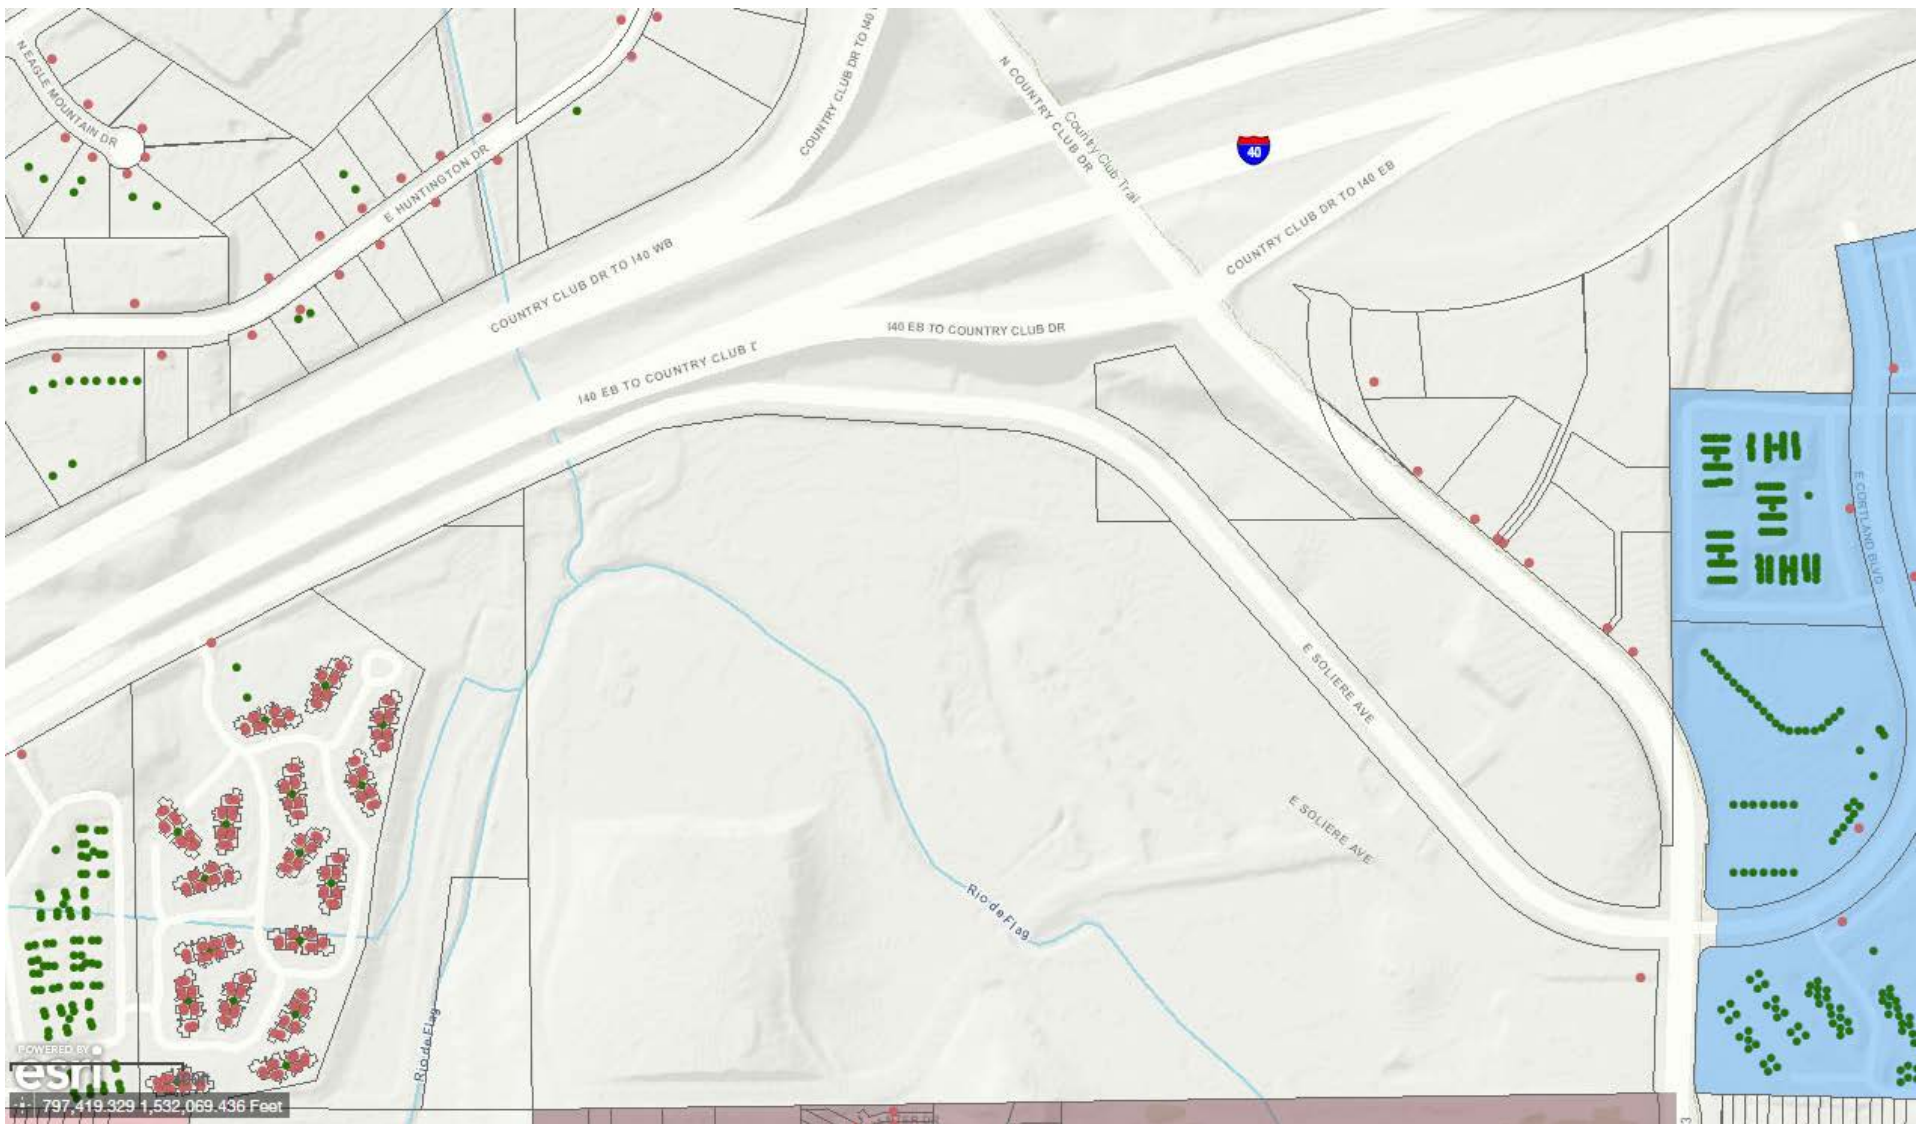 N EAGLE MOUNTAIN DR
E HUNTINGTON DR
COUNTRY CLUB DR TO I40
N COUNTRY CLUB DR
Country Club Trail
40
COUNTRY CLUB DR TO I40 EB
COUNTRY CLUB DR TO I40 WB
I40 EB TO COUNTRY CLUB DR
I40 EB TO COUNTRY CLUB D
E CORTLAND BLVD
E SOLIERE AVE
E SOLIERE AVE
Rio de Flag
Rio de Flag
POWERED BY
esri
797,419.329 1,532,069.436 Feet
3